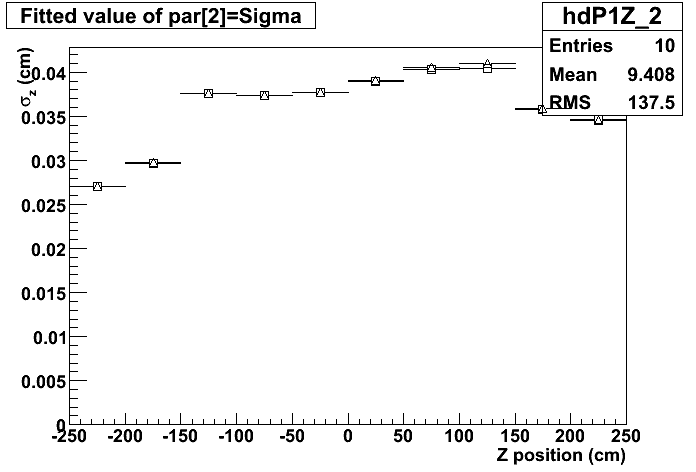 Fitted value of par[2]=Sigma
hdP1Z_2
Entries 10
Mean 9.408
RMS 137.5
σz (cm)
0.04
0.035
0.03
0.025
0.02
0.015
0.01
0.005
0
-250 -200 -150 -100 -50 0 50 100 150 200 250
Z position (cm)